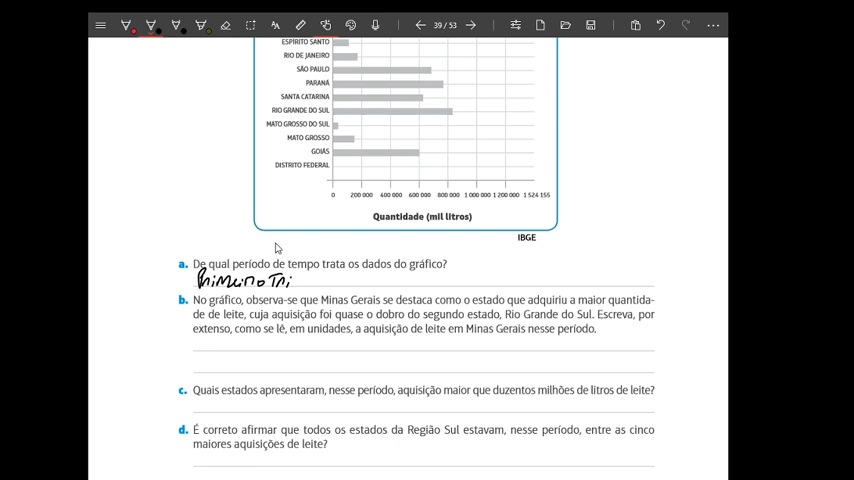 39 / 53
ESPÍRITO SANTO
RIO DE JANEIRO
SÃO PAULO
PARANÁ
SANTA CATARINA
RIO GRANDE DO SUL
MATO GROSSO DO SUL
MATO GROSSO
GOIÁS
DISTRITO FEDERAL
0 200 000 400 000 600 000 800 000 1 000 000 1 200 000 1 524 155
Quantidade (mil litros)
IBGE
a. De qual período de tempo trata os dados do gráfico?
Primeiro Tri
b. No gráfico, observa-se que Minas Gerais se destaca como o estado que adquiriu a maior quantida-
de de leite, cuja aquisição foi quase o dobro do segundo estado, Rio Grande do Sul. Escreva, por
extenso, como se lê, em unidades, a aquisição de leite em Minas Gerais nesse período.
c. Quais estados apresentaram, nesse período, aquisição maior que duzentos milhões de litros de leite?
d. É correto afirmar que todos os estados da Região Sul estavam, nesse período, entre as cinco
maiores aquisições de leite?